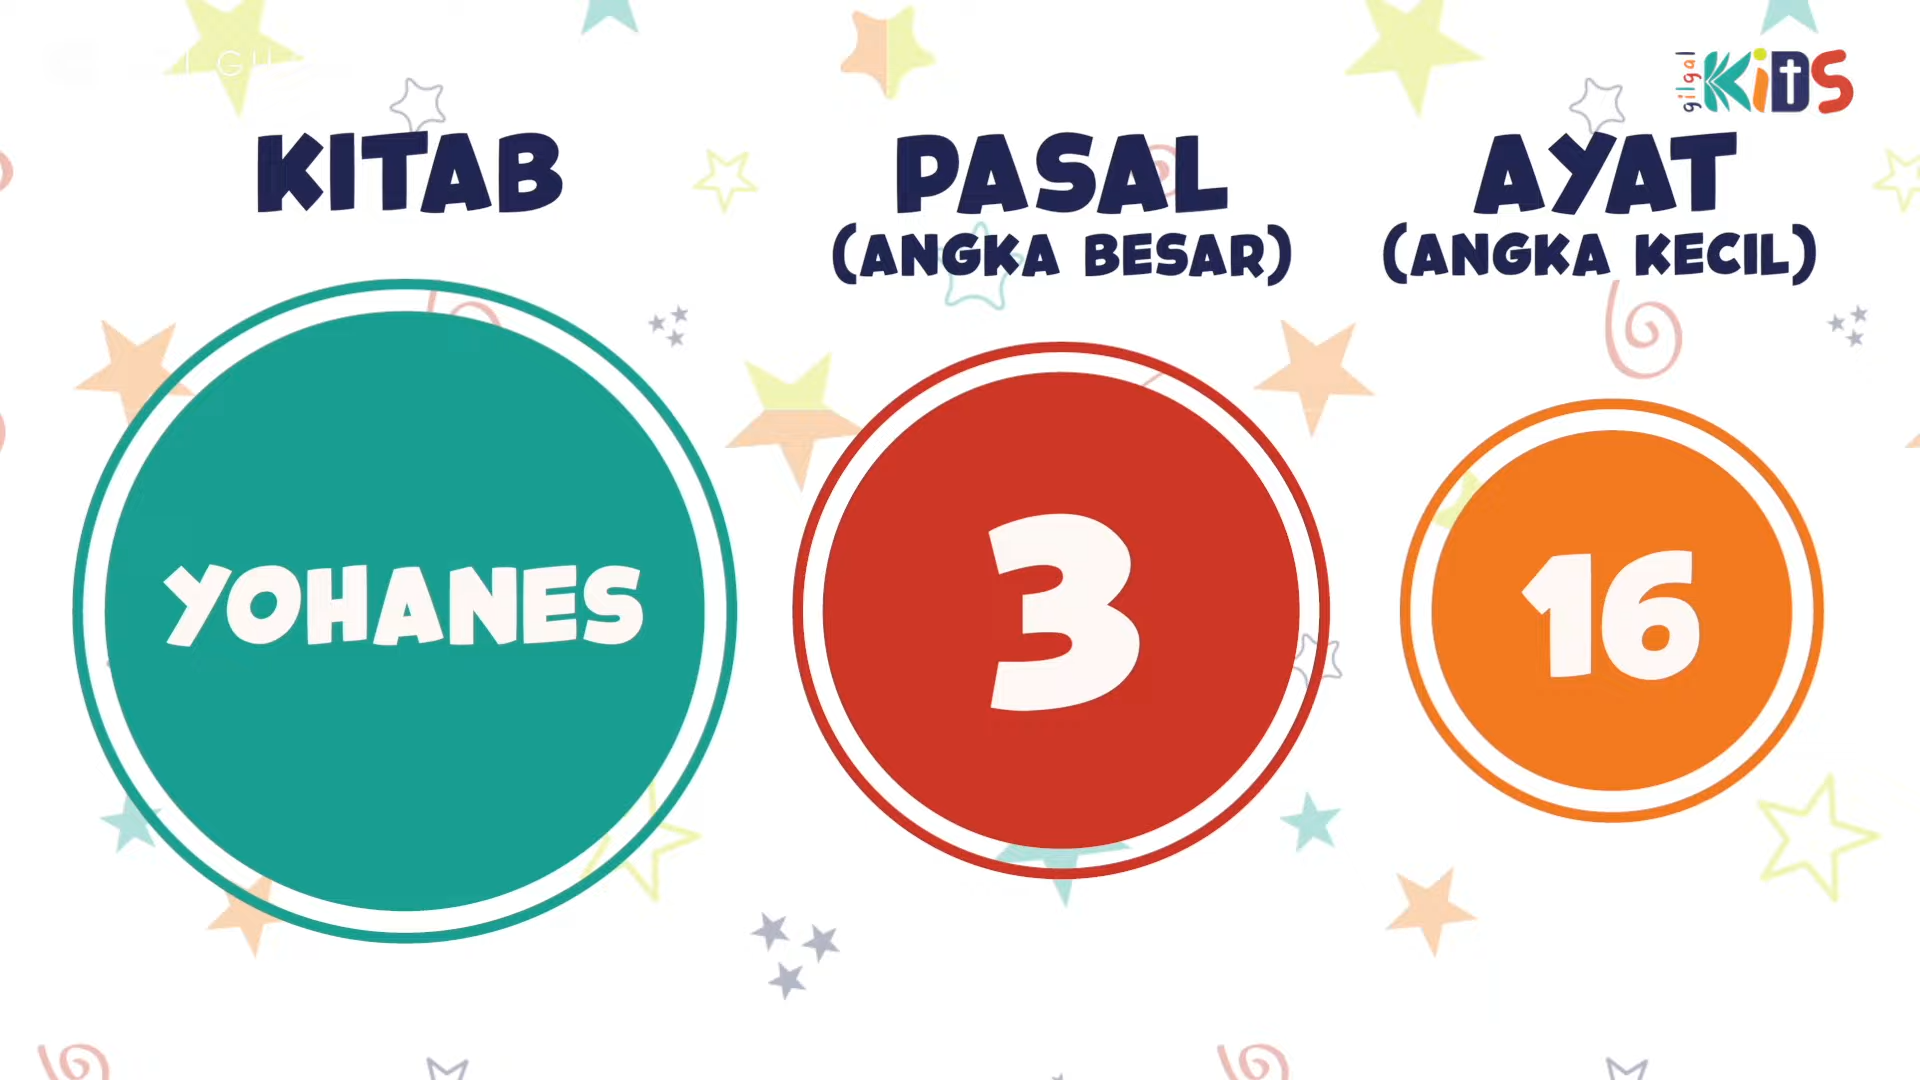 gilgal KiDS
KITAB
PASAL
(ANGKA BESAR)
AYAT
(ANGKA KECIL)
YOHANES
3
16